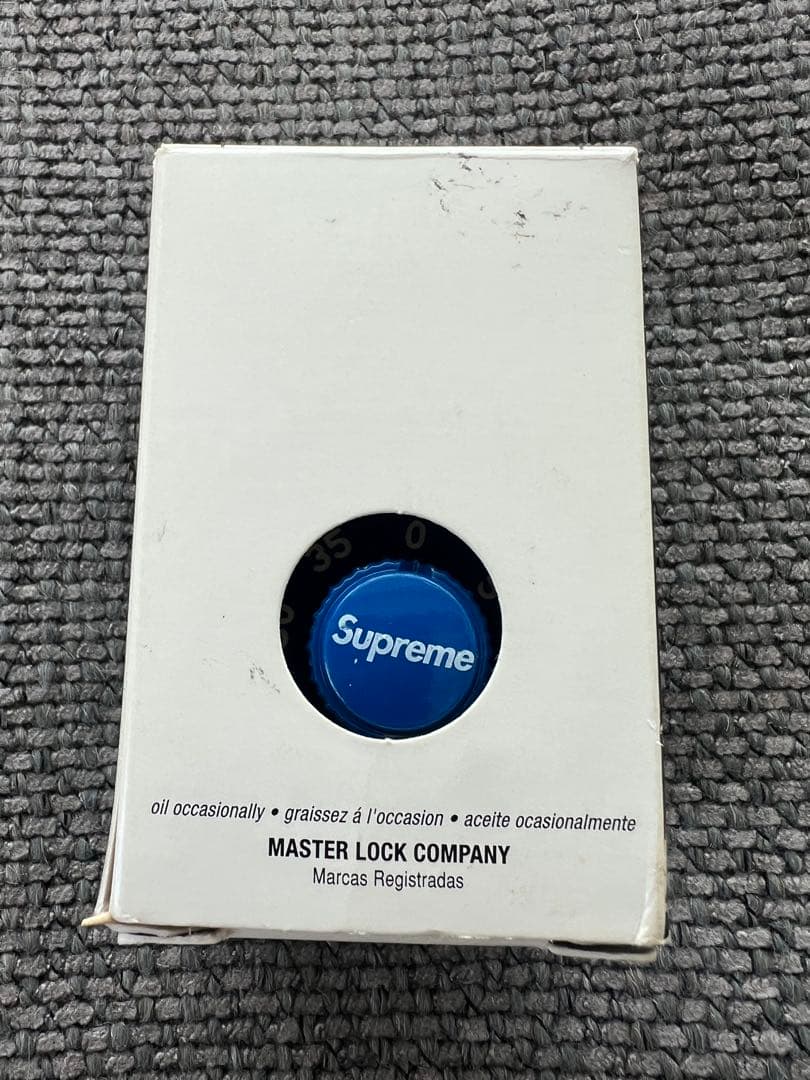 35 0
Supreme
oil occasionally • graissez á l'occasion • aceite ocasionalmente
MASTER LOCK COMPANY
Marcas Registradas